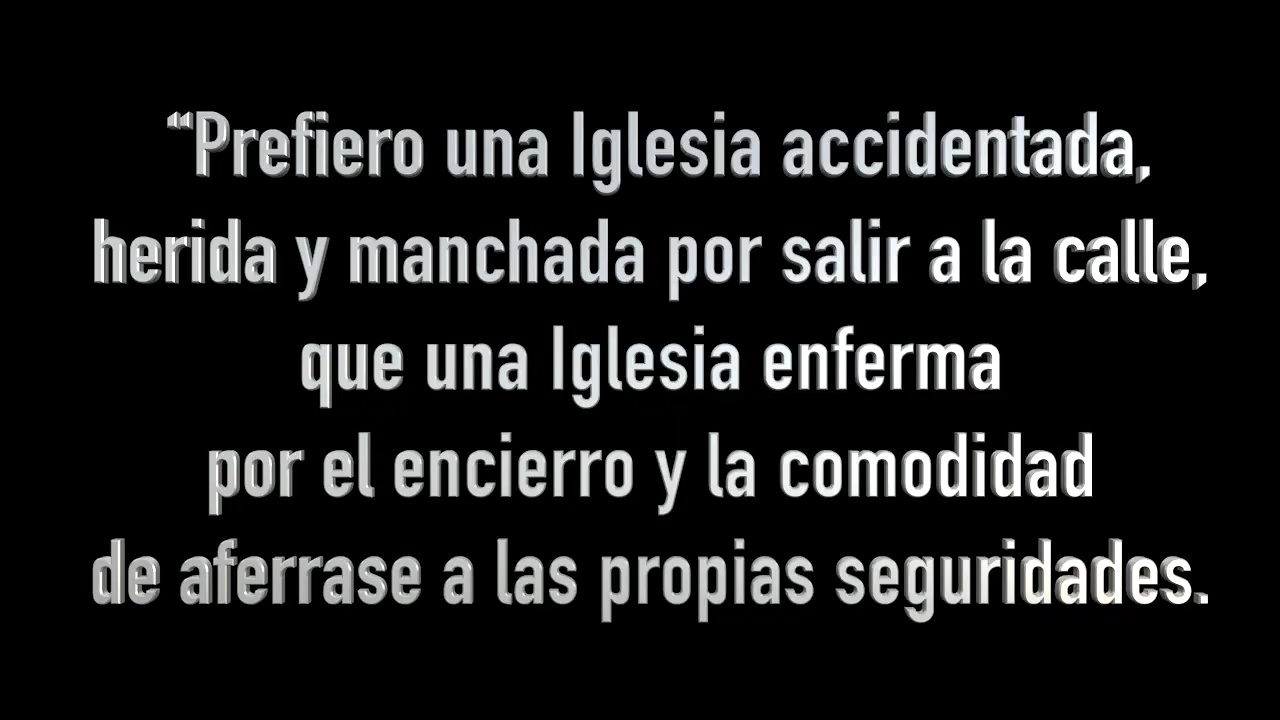 “Prefiero una Iglesia accidentada,
herida y manchada por salir a la calle,
que una Iglesia enferma
por el encierro y la comodidad
de aferrase a las propias seguridades.